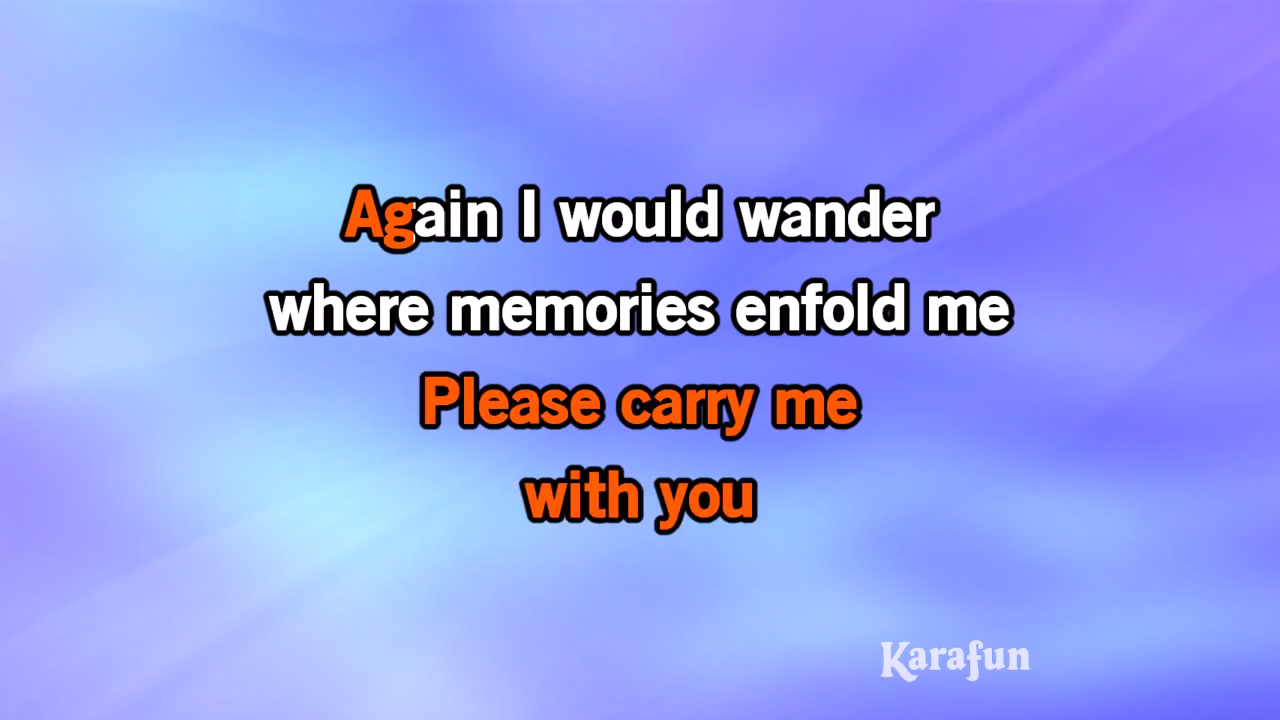 Again I would wander
where memories enfold me
Please carry me
with you
Karafun